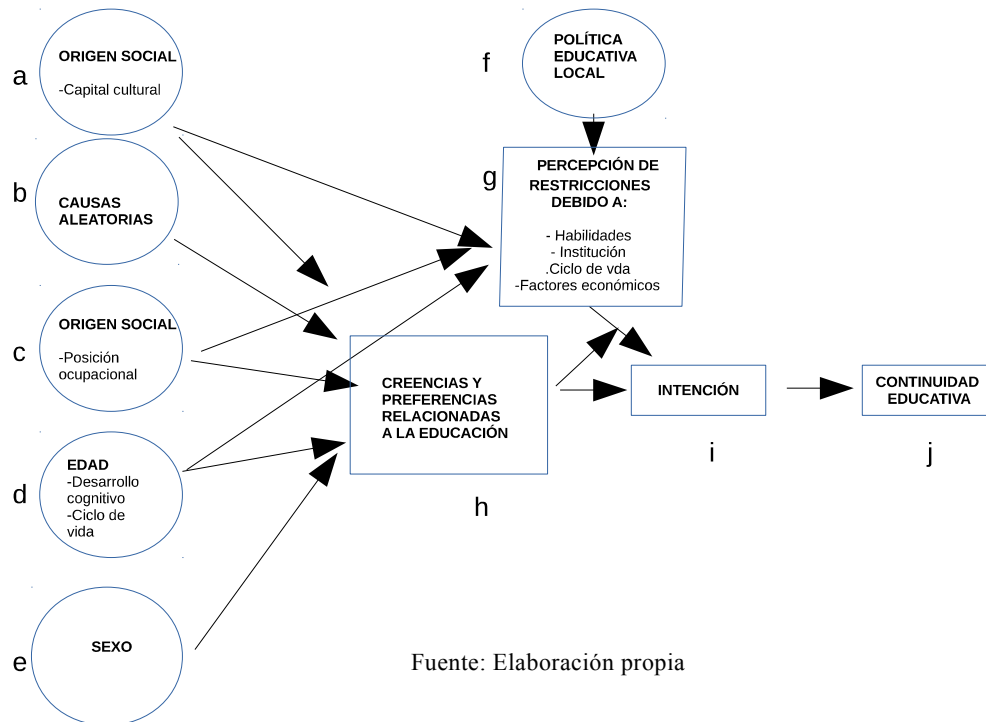 a
ORIGEN SOCIAL
-Capital cultural
b
CAUSAS
ALEATORIAS
c
ORIGEN SOCIAL
-Posición
ocupacional
d
EDAD
-Desarrollo
cognitivo
-Ciclo de
vida
e
SEXO
f
POLÍTICA
EDUCATIVA
LOCAL
g
PERCEPCIÓN DE
RESTRICCIONES
DEBIDO A:
- Habilidades
- Institución
.Ciclo de vda
-Factores económicos
CREENCIAS Y
PREFERENCIAS
RELACIONADAS
A LA EDUCACIÓN
h
INTENCIÓN
i
CONTINUIDAD
EDUCATIVA
j
Fuente: Elaboración propia